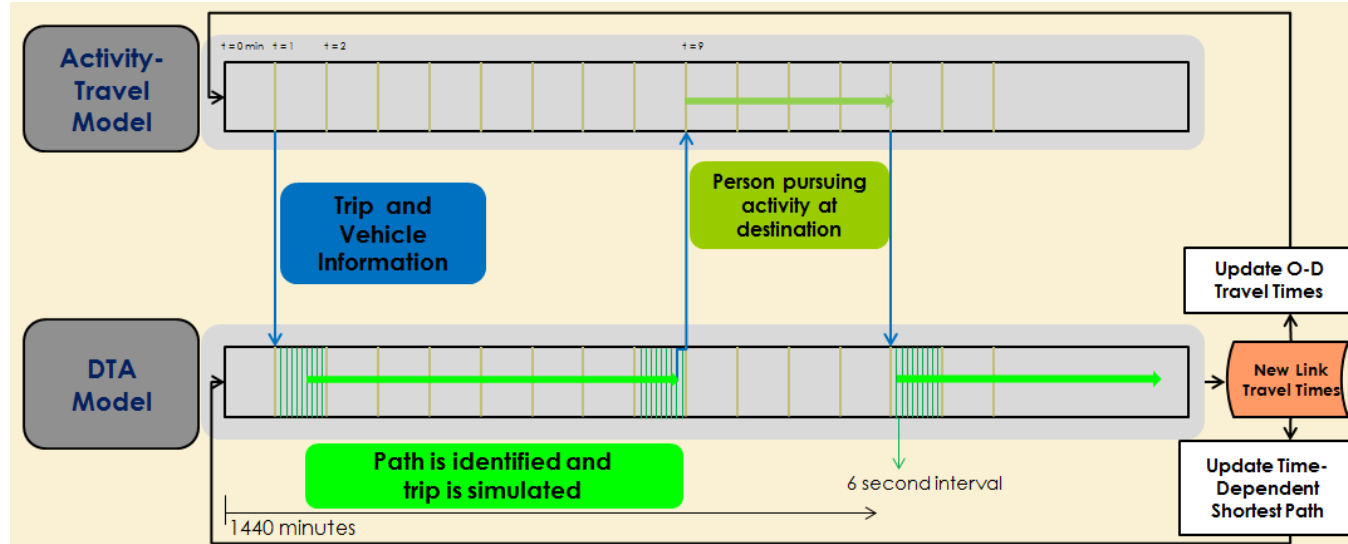 Activity-
Travel
Model
t = 0 min
t = 1
t = 2
t = 9
Trip and
Vehicle
Information
Person pursuing
activity at
destination
DTA
Model
Path is identified and
trip is simulated
6 second interval
1440 minutes
Update O-D
Travel Times
New Link
Travel Times
Update Time-
Dependent
Shortest Path